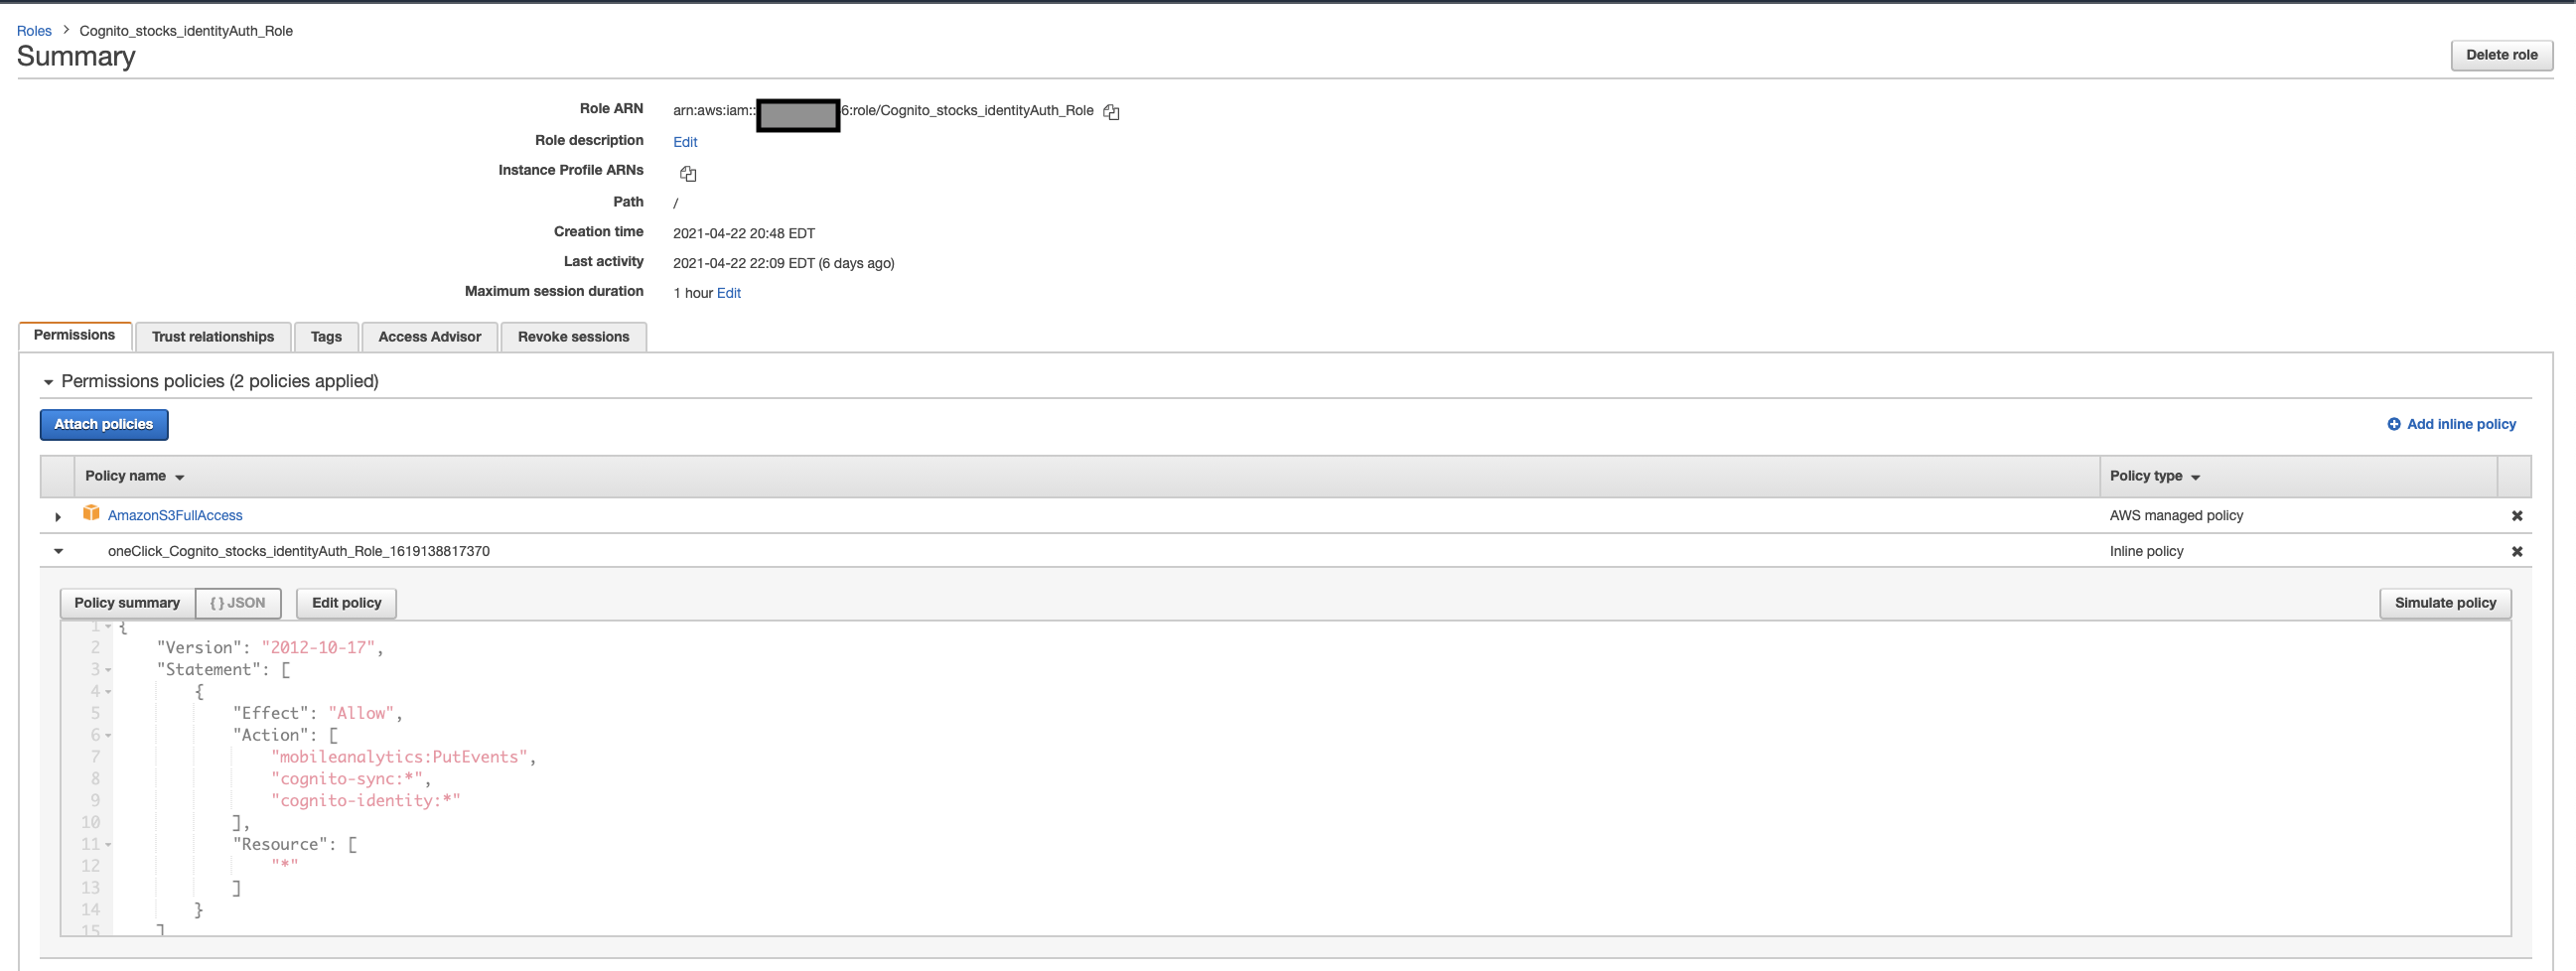 Roles > Cognito_stocks_identityAuth_Role
Summary
Delete role
Role ARN arn:aws:iam:: 6:role/Cognito_stocks_identityAuth_Role
Role description Edit
Instance Profile ARNs
Path /
Creation time 2021-04-22 20:48 EDT
Last activity 2021-04-22 22:09 EDT (6 days ago)
Maximum session duration 1 hour Edit
Permissions Trust relationships Tags Access Advisor Revoke sessions
Permissions policies (2 policies applied)
Attach policies Add inline policy
Policy name Policy type
AmazonS3FullAccess AWS managed policy
oneClick_Cognito_stocks_identityAuth_Role_1619138817370 Inline policy
Policy summary { } JSON Edit policy Simulate policy
1 {
2 "Version": "2012-10-17",
3 "Statement": [
4 {
5 "Effect": "Allow",
6 "Action": [
7 "mobileanalytics:PutEvents",
8 "cognito-sync:*",
9 "cognito-identity:*"
10 ],
11 "Resource": [
12 "*"
13 ]
14 }
15 ]